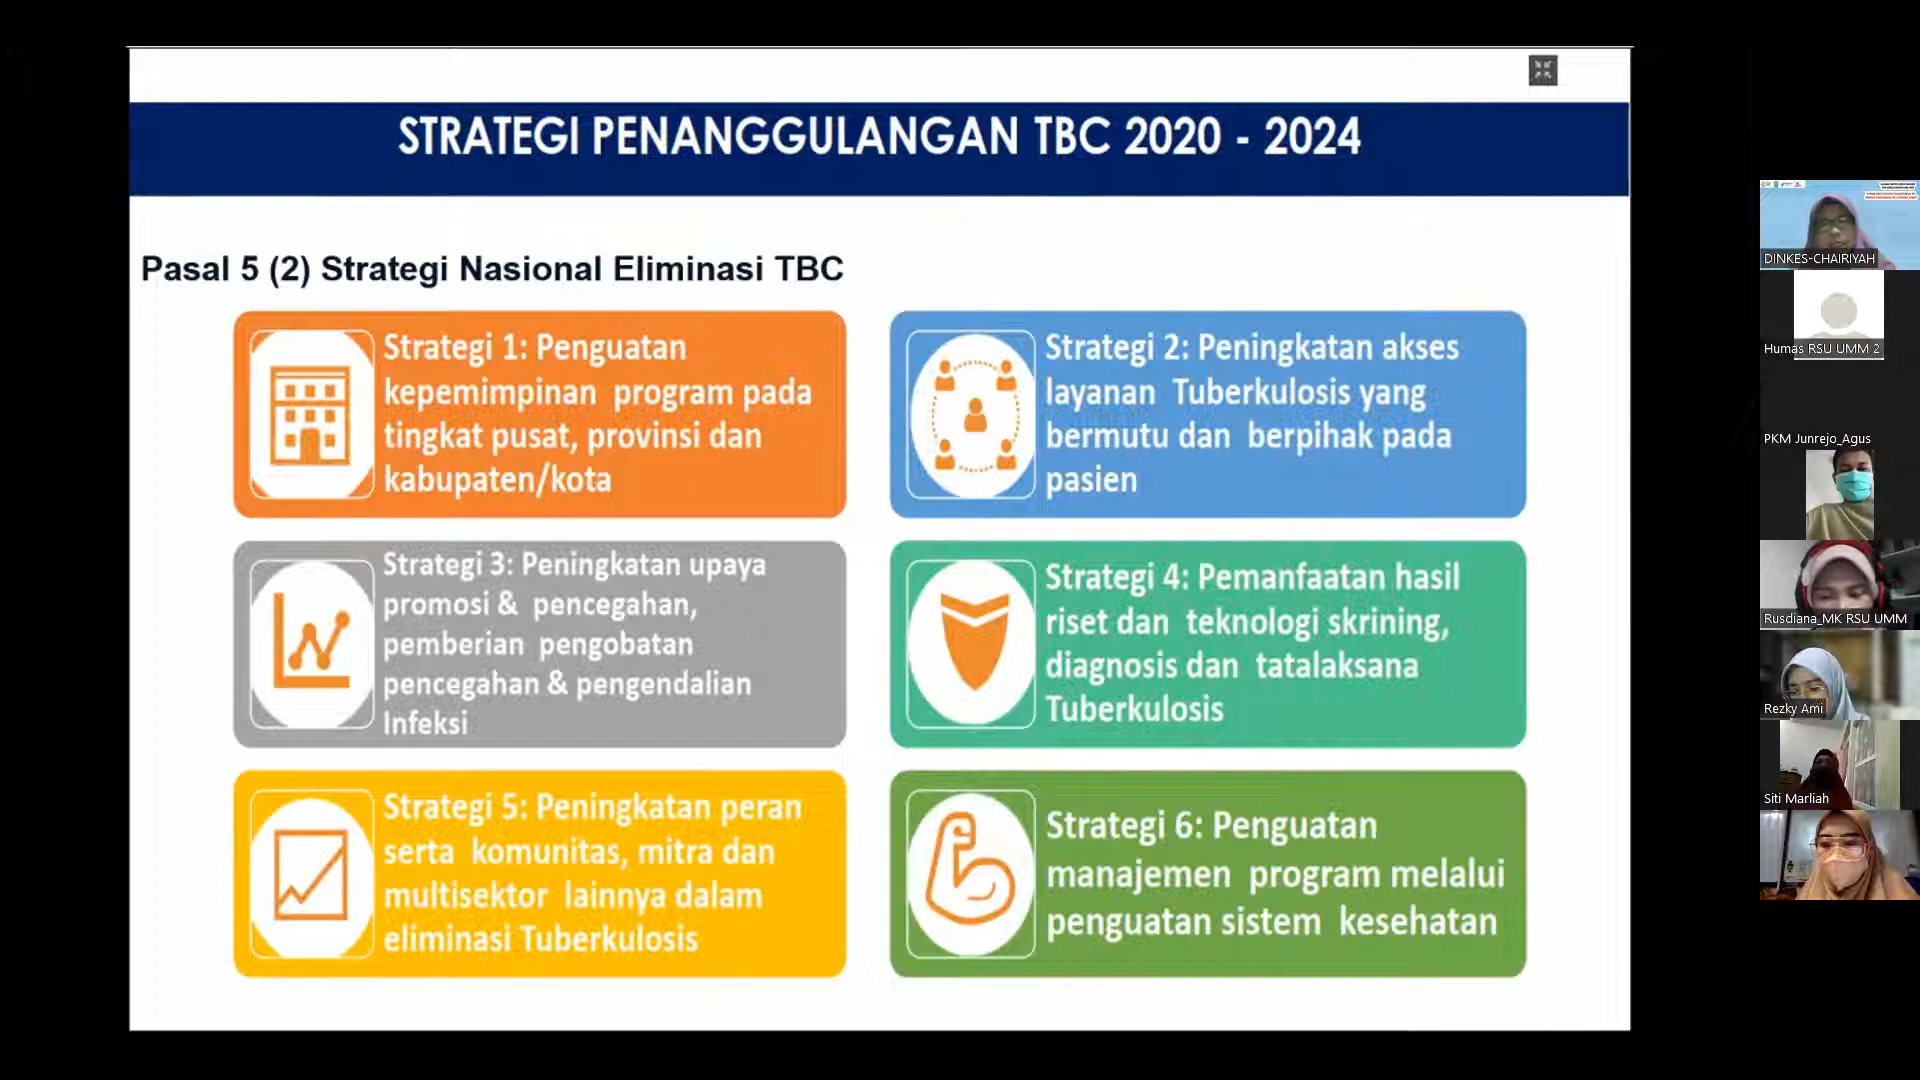 STRATEGI PENANGGULANGAN TBC 2020 - 2024
Pasal 5 (2) Strategi Nasional Eliminasi TBC
Strategi 1: Penguatan
kepemimpinan program pada
tingkat pusat, provinsi dan
kabupaten/kota
Strategi 2: Peningkatan akses
layanan Tuberkulosis yang
bermutu dan berpihak pada
pasien
Strategi 3: Peningkatan upaya
promosi & pencegahan,
pemberian pengobatan
pencegahan & pengendalian
Infeksi
Strategi 4: Pemanfaatan hasil
riset dan teknologi skrining,
diagnosis dan tatalaksana
Tuberkulosis
Strategi 5: Peningkatan peran
serta komunitas, mitra dan
multisektor lainnya dalam
eliminasi Tuberkulosis
Strategi 6: Penguatan
manajemen program melalui
penguatan sistem kesehatan
DINKES-CHAIRIYAH
Humas RSU UMM 2
PKM Junrejo_Agus
Rusdiana_MK RSU UMM
Rezky Ami
Siti Marliah